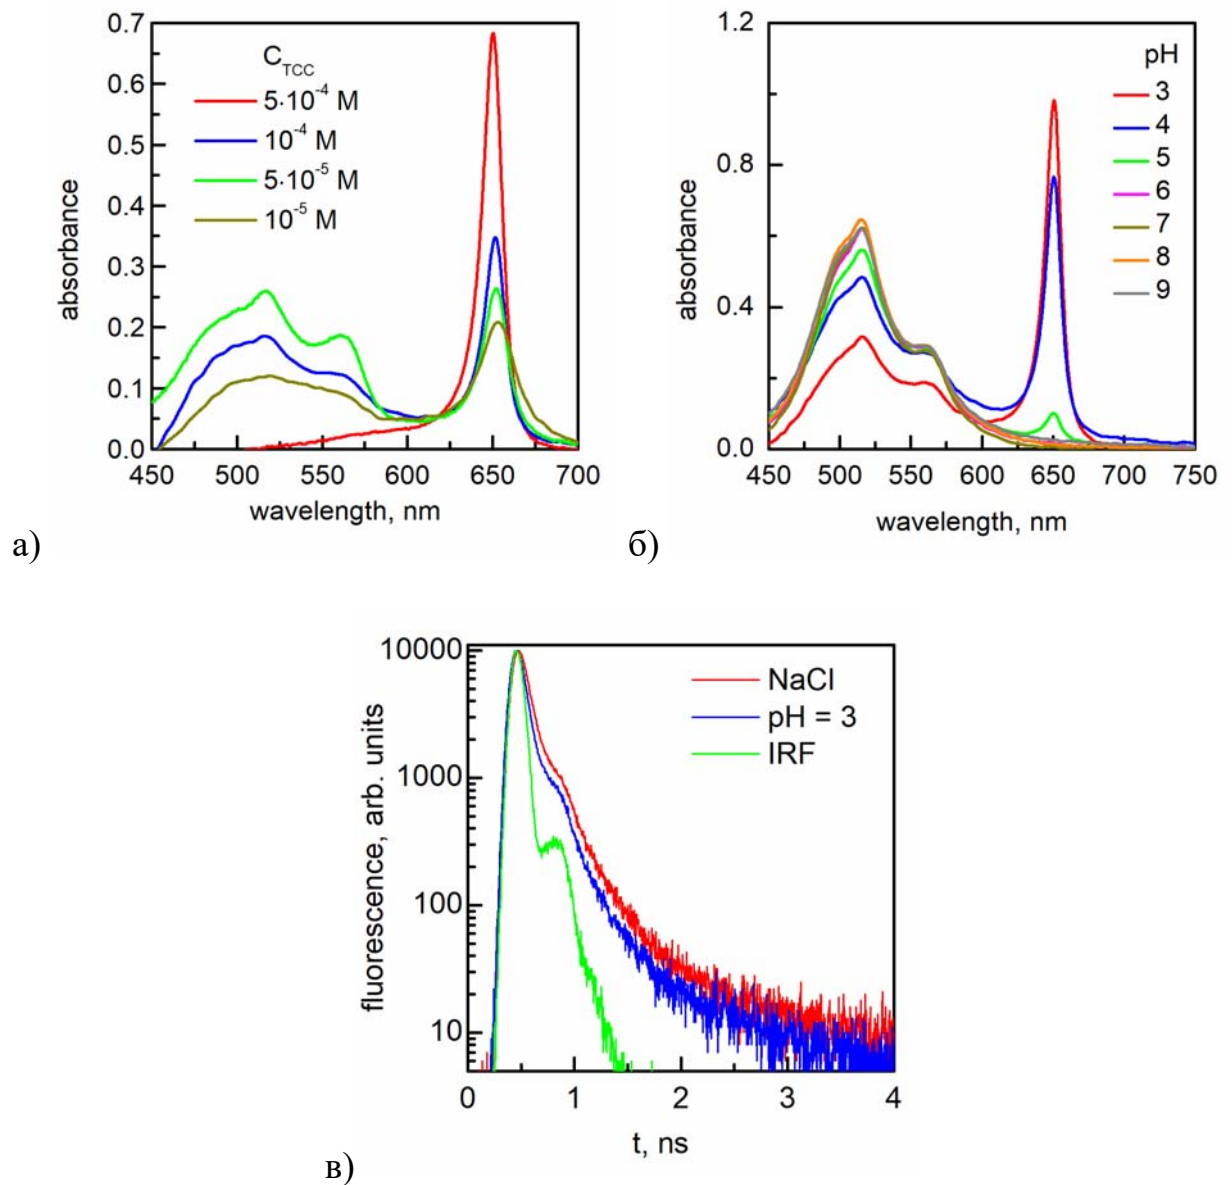 0.7
0.6
0.5
0.4
0.3
0.2
0.1
0.0
absorbance
C_TCC
5·10⁻⁴ M
10⁻⁴ M
5·10⁻⁵ M
10⁻⁵ M
450 500 550 600 650 700
wavelength, nm
а)
1.2
0.8
0.4
0.0
absorbance
pH
3
4
5
6
7
8
9
450 500 550 600 650 700 750
wavelength, nm
б)
10000
1000
100
10
fluorescence, arb. units
NaCl
pH = 3
IRF
0 1 2 3 4
t, ns
в)